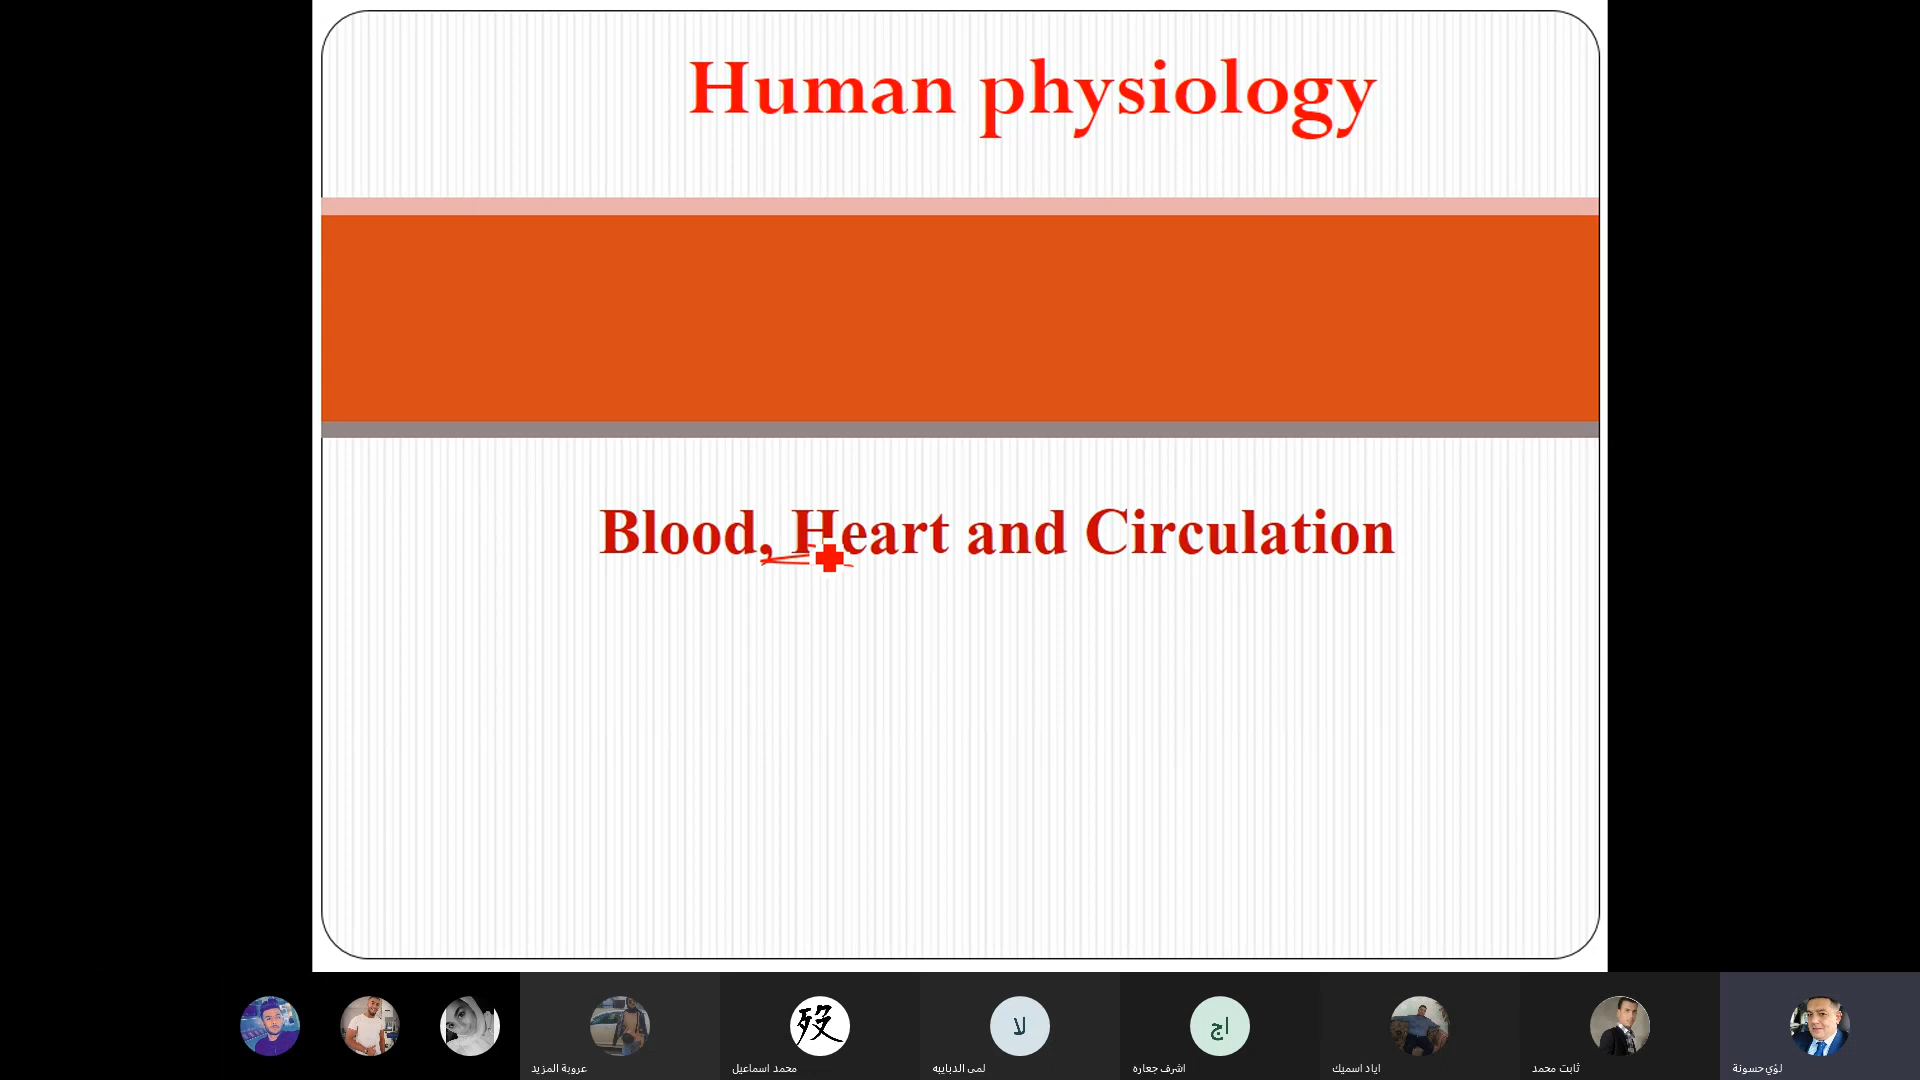 Human physiology
Blood, Heart and Circulation
عروبة المزيد
محمد اسماعيل
لا
لمى الدبابيه
اج
اشرف جعاره
اياد اسميك
ثابت محمد
لؤي حسونة